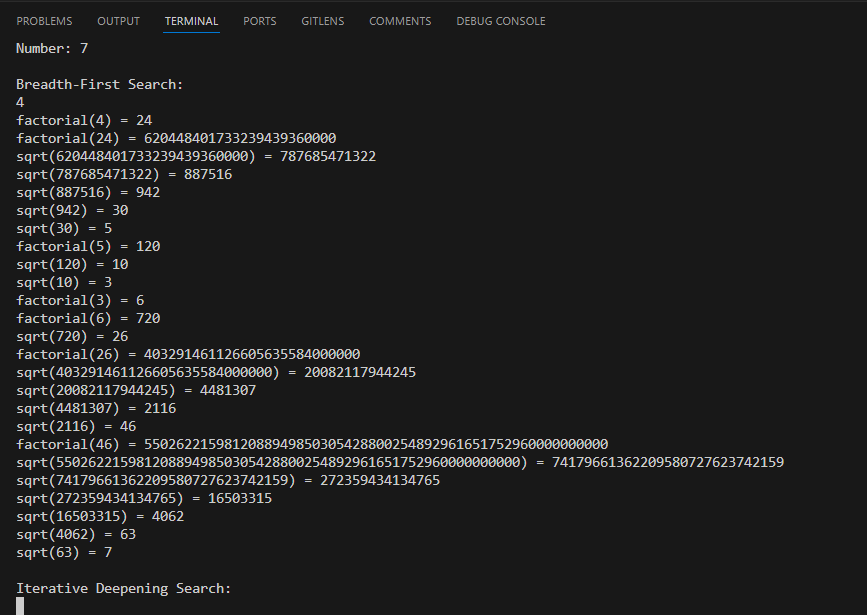 PROBLEMS OUTPUT TERMINAL PORTS GITLENS COMMENTS DEBUG CONSOLE
Number: 7
Breadth-First Search:
4
factorial(4) = 24
factorial(24) = 620448401733239439360000
sqrt(620448401733239439360000) = 787685471322
sqrt(787685471322) = 887516
sqrt(887516) = 942
sqrt(942) = 30
sqrt(30) = 5
factorial(5) = 120
sqrt(120) = 10
sqrt(10) = 3
factorial(3) = 6
factorial(6) = 720
sqrt(720) = 26
factorial(26) = 403291461126605635584000000
sqrt(403291461126605635584000000) = 20082117944245
sqrt(20082117944245) = 4481307
sqrt(4481307) = 2116
sqrt(2116) = 46
factorial(46) = 5502622159812088949850305428800254892961651752960000000000
sqrt(5502622159812088949850305428800254892961651752960000000000) = 74179661362209580727623742159
sqrt(74179661362209580727623742159) = 272359434134765
sqrt(272359434134765) = 16503315
sqrt(16503315) = 4062
sqrt(4062) = 63
sqrt(63) = 7
Iterative Deepening Search: